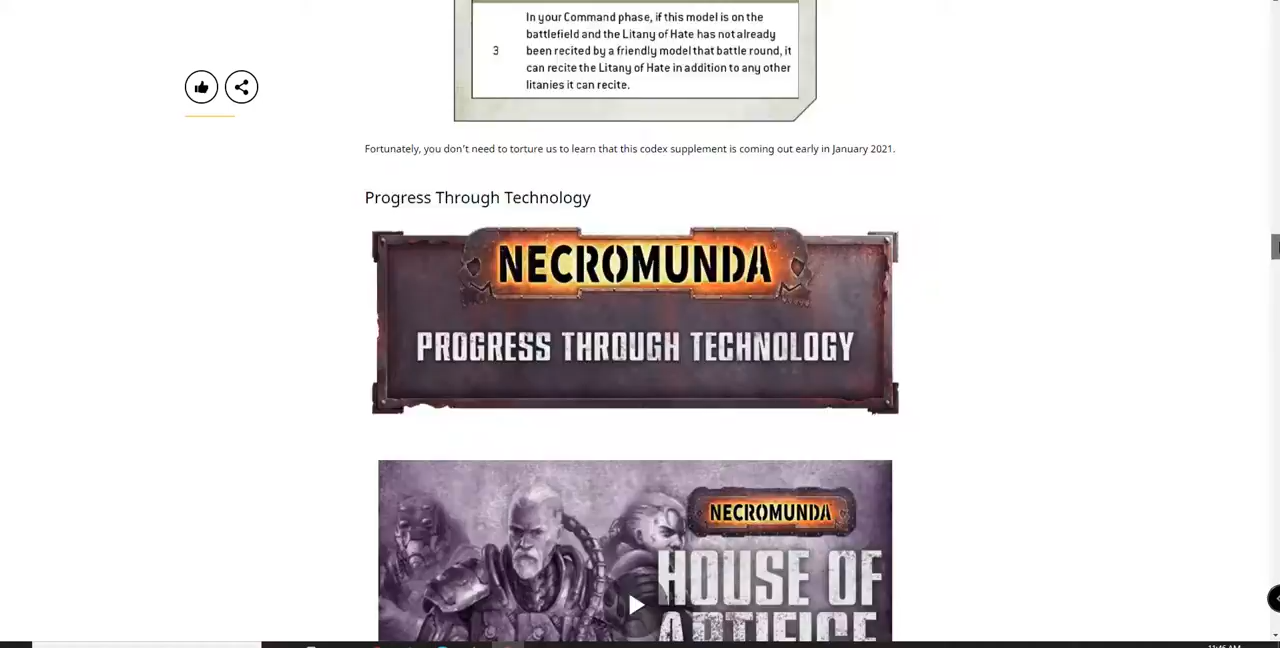 In your Command phase, if this model is on the
battlefield and the Litany of Hate has not already
3
been recited by a friendly model that battle round, it
can recite the Litany of Hate in addition to any other
litanies it can recite.
Fortunately, you don't need to torture us to learn that this codex supplement is coming out early in January 2021.
Progress Through Technology
NECROMUNDA
PROGRESS THROUGH TECHNOLOGY
NECROMUNDA
HOUSE OF
ARTIFICE